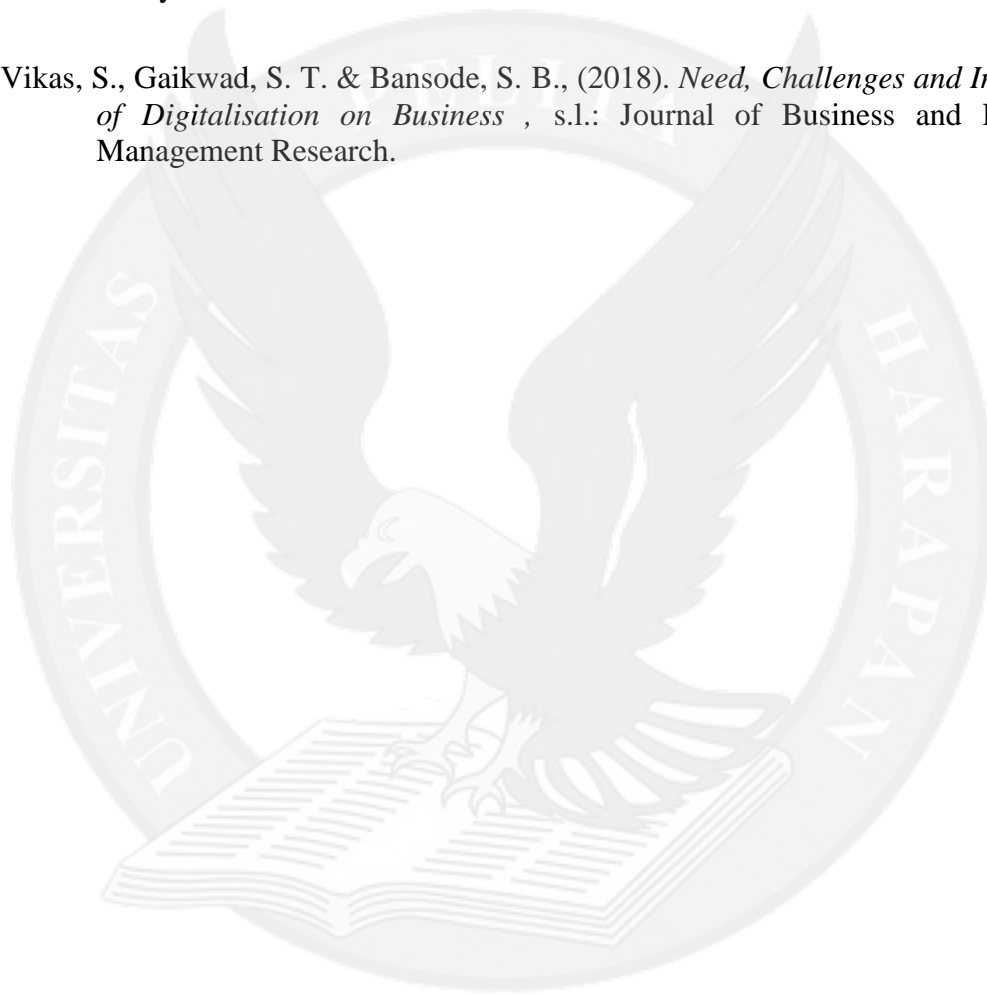 Vikas, S., Gaikwad, S. T. & Bansode, S. B., (2018). Need, Challenges and
of Digitalisation on Business , s.l.: Journal of Business and
Management Research.
UNIVERSITAS PELITA HARAPAN